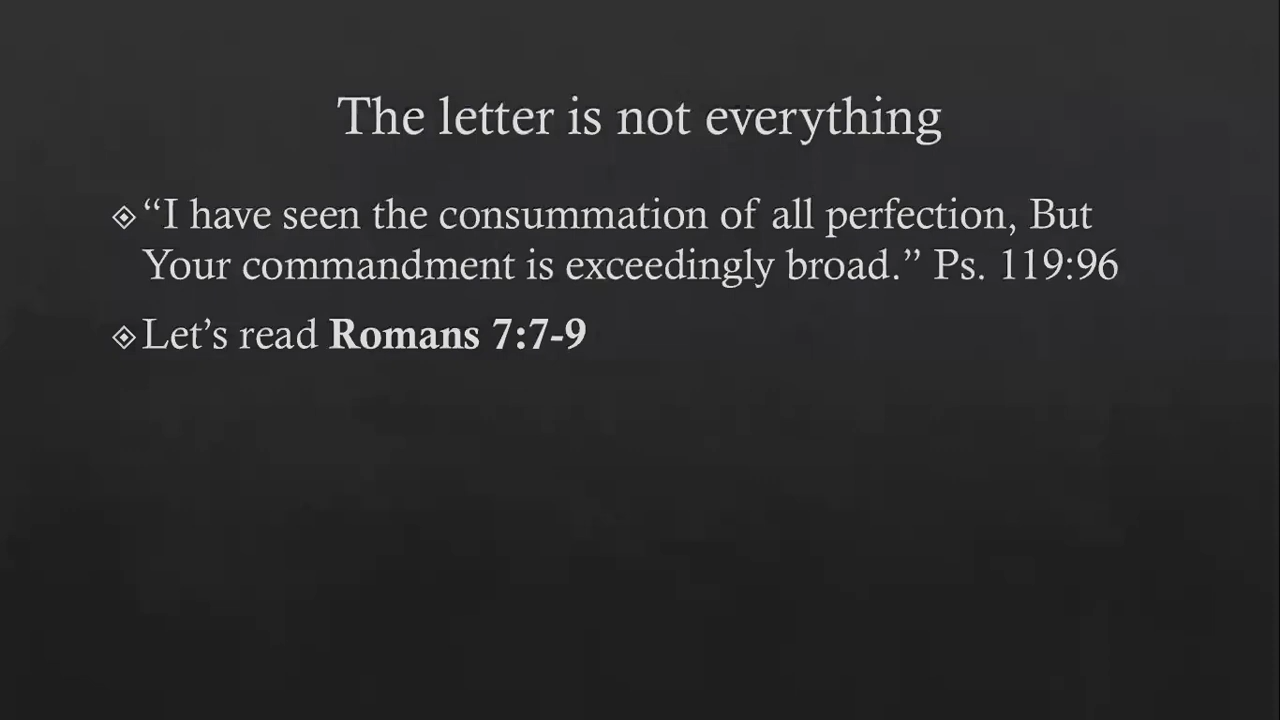 The letter is not everything
“I have seen the consummation of all perfection, But
Your commandment is exceedingly broad.” Ps. 119:96
Let’s read Romans 7:7-9